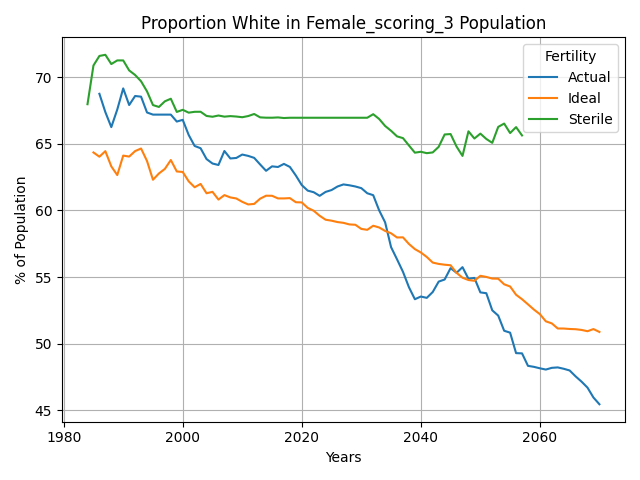 Proportion White in Female_scoring_3 Population
Fertility
Actual
Ideal
Sterile
% of Population
70
65
60
55
50
45
1980
2000
2020
2040
2060
Years